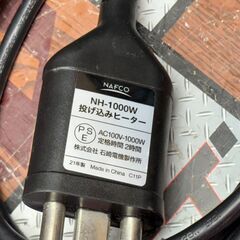 NAFCO
NH-1000W
投げ込みヒーター
PSE
AC100V-1000W
定格時間 2時間
株式会社 石崎電機製作所
21年製 Made in China C11P